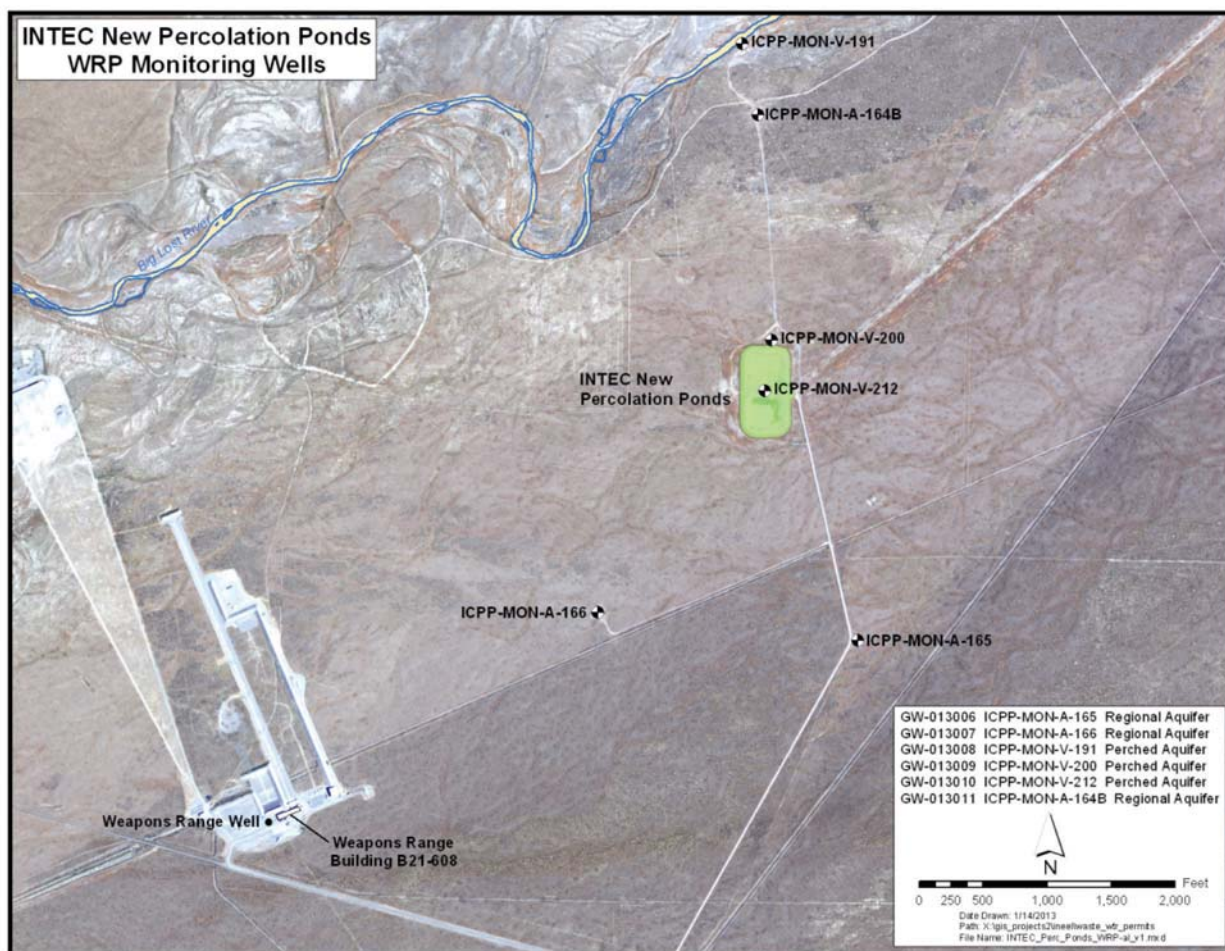 INTEC New Percolation Ponds
WRP Monitoring Wells
ICPP-MON-V-191
ICPP-MON-A-164B
Big Lost River
ICPP-MON-V-200
INTEC New
Percolation Ponds
ICPP-MON-V-212
ICPP-MON-A-166
ICPP-MON-A-165
Weapons Range Well
Weapons Range
Building B21-608
GW-013006 ICPP-MON-A-165 Regional Aquifer
GW-013007 ICPP-MON-A-166 Regional Aquifer
GW-013008 ICPP-MON-V-191 Perched Aquifer
GW-013009 ICPP-MON-V-200 Perched Aquifer
GW-013010 ICPP-MON-V-212 Perched Aquifer
GW-013011 ICPP-MON-A-164B Regional Aquifer
N
Feet
0 250 500 1,000 1,500 2,000
Date Drawn: 1/14/2013
Path: X:\gis_projects2\ineel\waste_wtr_permits
File Name: INTEC_Perc_Ponds_WRP-al_v1.mxd